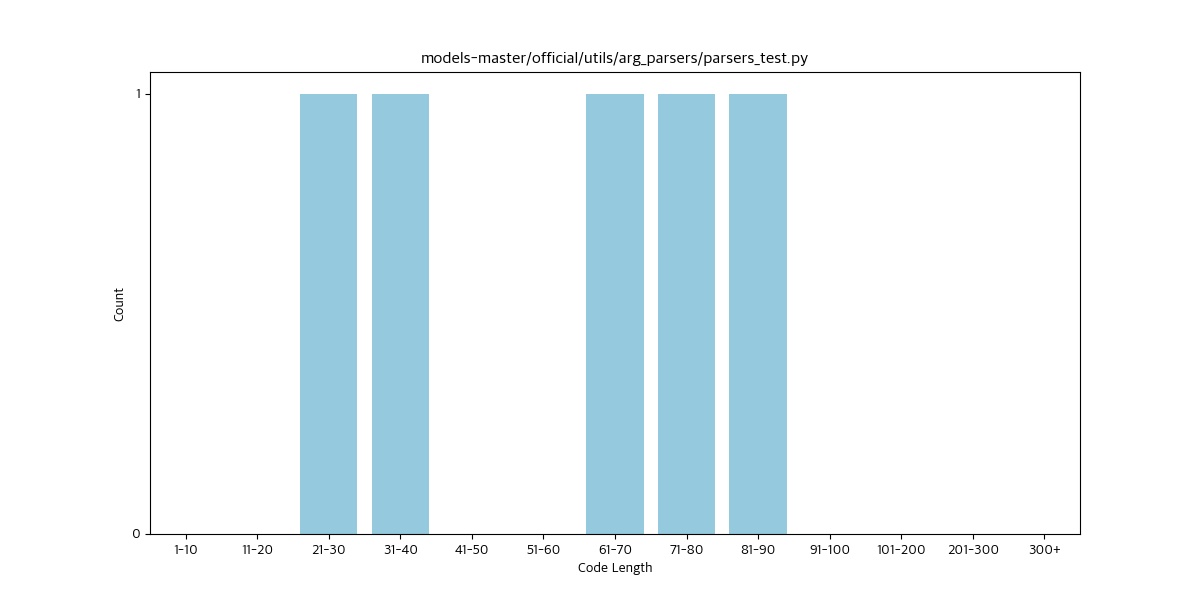 models-master/official/utils/arg_parsers/parsers_test.py
1
Count
0
1-10 11-20 21-30 31-40 41-50 51-60 61-70 71-80 81-90 91-100 101-200 201-300 300+
Code Length